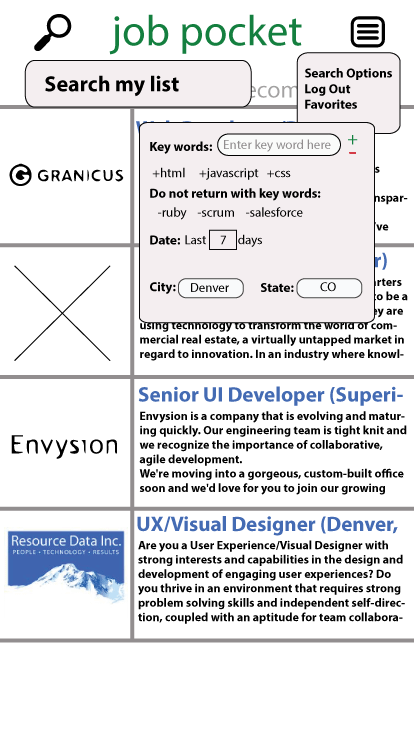 job pocket
Search my list
ecom
Search Options
Log Out
Favorites
GRANICUS
Key words: Enter key word here +
-
+html +javascript +css
Do not return with key words:
-ruby -scrum -salesforce
Date: Last 7 days
City: Denver State: CO
s
nspar-
've
r)
arters
to be a
ey are
using technology to transform the world of com-
mercial real estate, a virtually untapped market in
regard to innovation. In an industry where knowl-
Envysion
Senior UI Developer (Superi-
Envysion is a company that is evolving and matur-
ing quickly. Our engineering team is tight knit and
we recognize the importance of collaborative,
agile development.
We're moving into a gorgeous, custom-built office
soon and we'd love for you to join our growing
Resource Data Inc.
PEOPLE • TECHNOLOGY • RESULTS
UX/Visual Designer (Denver,
Are you a User Experience/Visual Designer with
strong interests and capabilities in the design and
development of engaging user experiences? Do
you thrive in an environment that requires strong
problem solving skills and independent self-direc-
tion, coupled with an aptitude for team collabora-